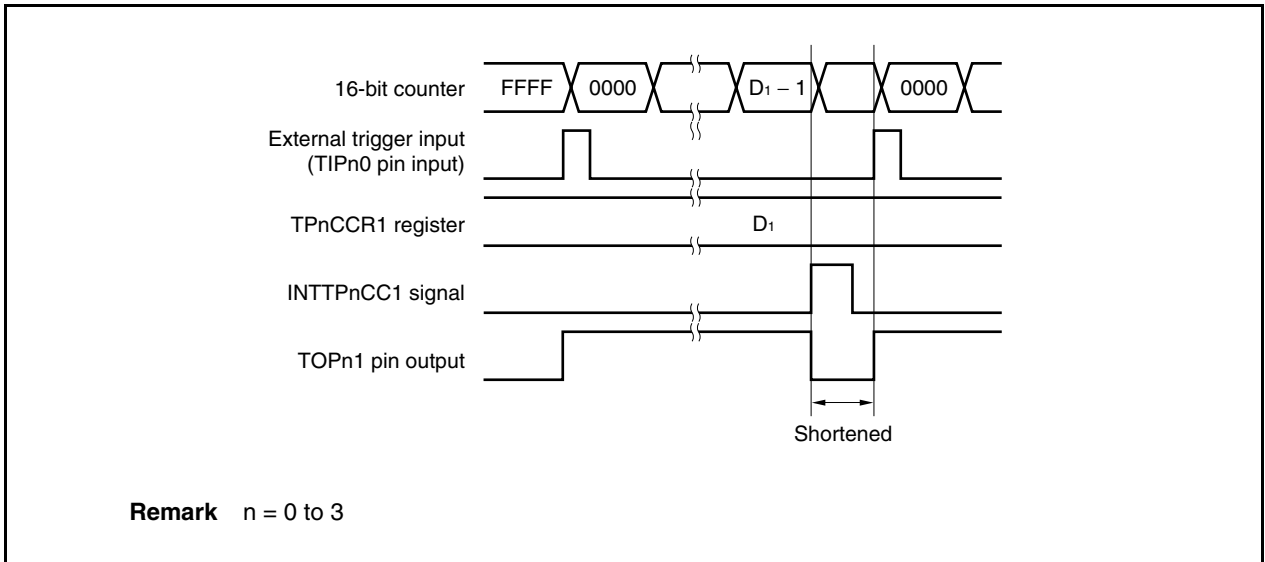 16-bit counter
FFFF 0000 D₁ − 1 0000
External trigger input
(TIPn0 pin input)
TPnCCR1 register
D₁
INTTPnCC1 signal
TOPn1 pin output
Shortened
Remark n = 0 to 3